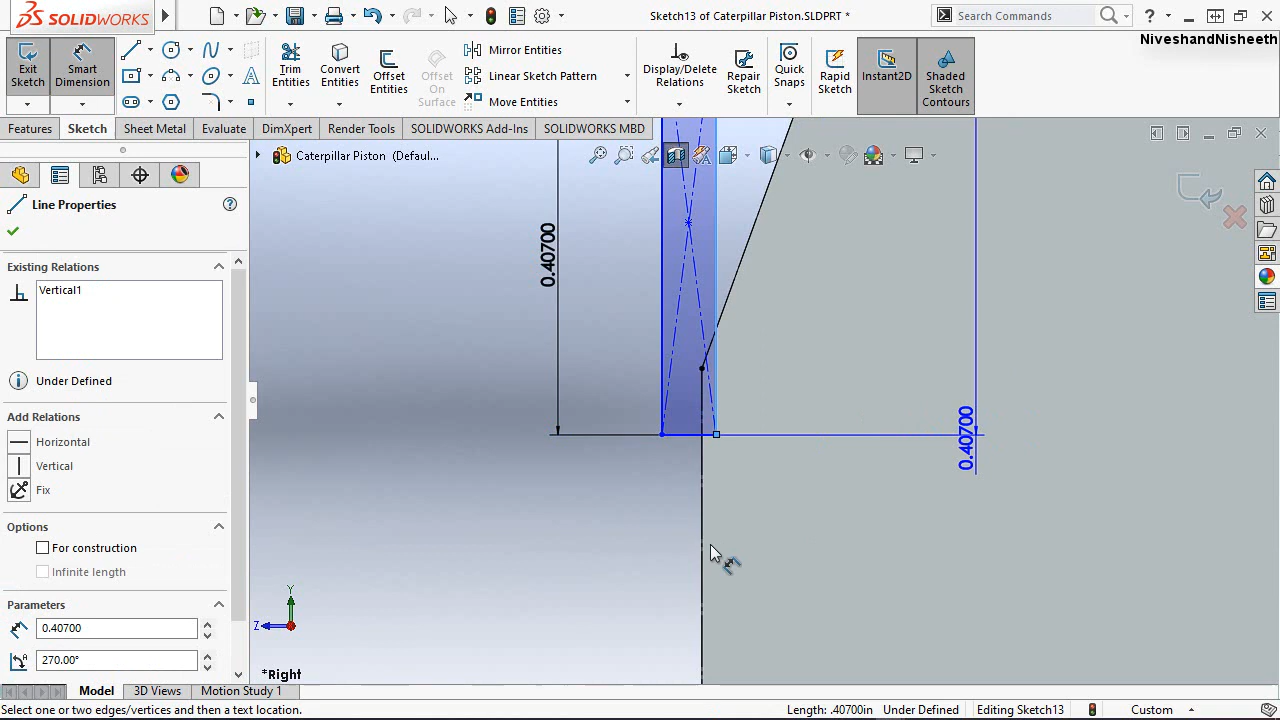 SOLIDWORKS
Sketch13 of Caterpillar Piston.SLDPRT *
Search Commands
NiveshandNisheeth
Exit Sketch
Smart Dimension
Trim Entities
Convert Entities
Offset Entities
Offset On Surface
Mirror Entities
Linear Sketch Pattern
Move Entities
Display/Delete Relations
Repair Sketch
Quick Snaps
Rapid Sketch
Instant2D
Shaded Sketch Contours
Features
Sketch
Sheet Metal
Evaluate
DimXpert
Render Tools
SOLIDWORKS Add-Ins
SOLIDWORKS MBD
Caterpillar Piston (Defaul...
Line Properties
Existing Relations
Vertical1
Under Defined
Add Relations
Horizontal
Vertical
Fix
Options
For construction
Infinite length
Parameters
0.40700
270.00°
0.40700
0.40700
Y
Z
*Right
Model
3D Views
Motion Study 1
Select one or two edges/vertices and then a text location.
Length: .40700in
Under Defined
Editing Sketch13
Custom